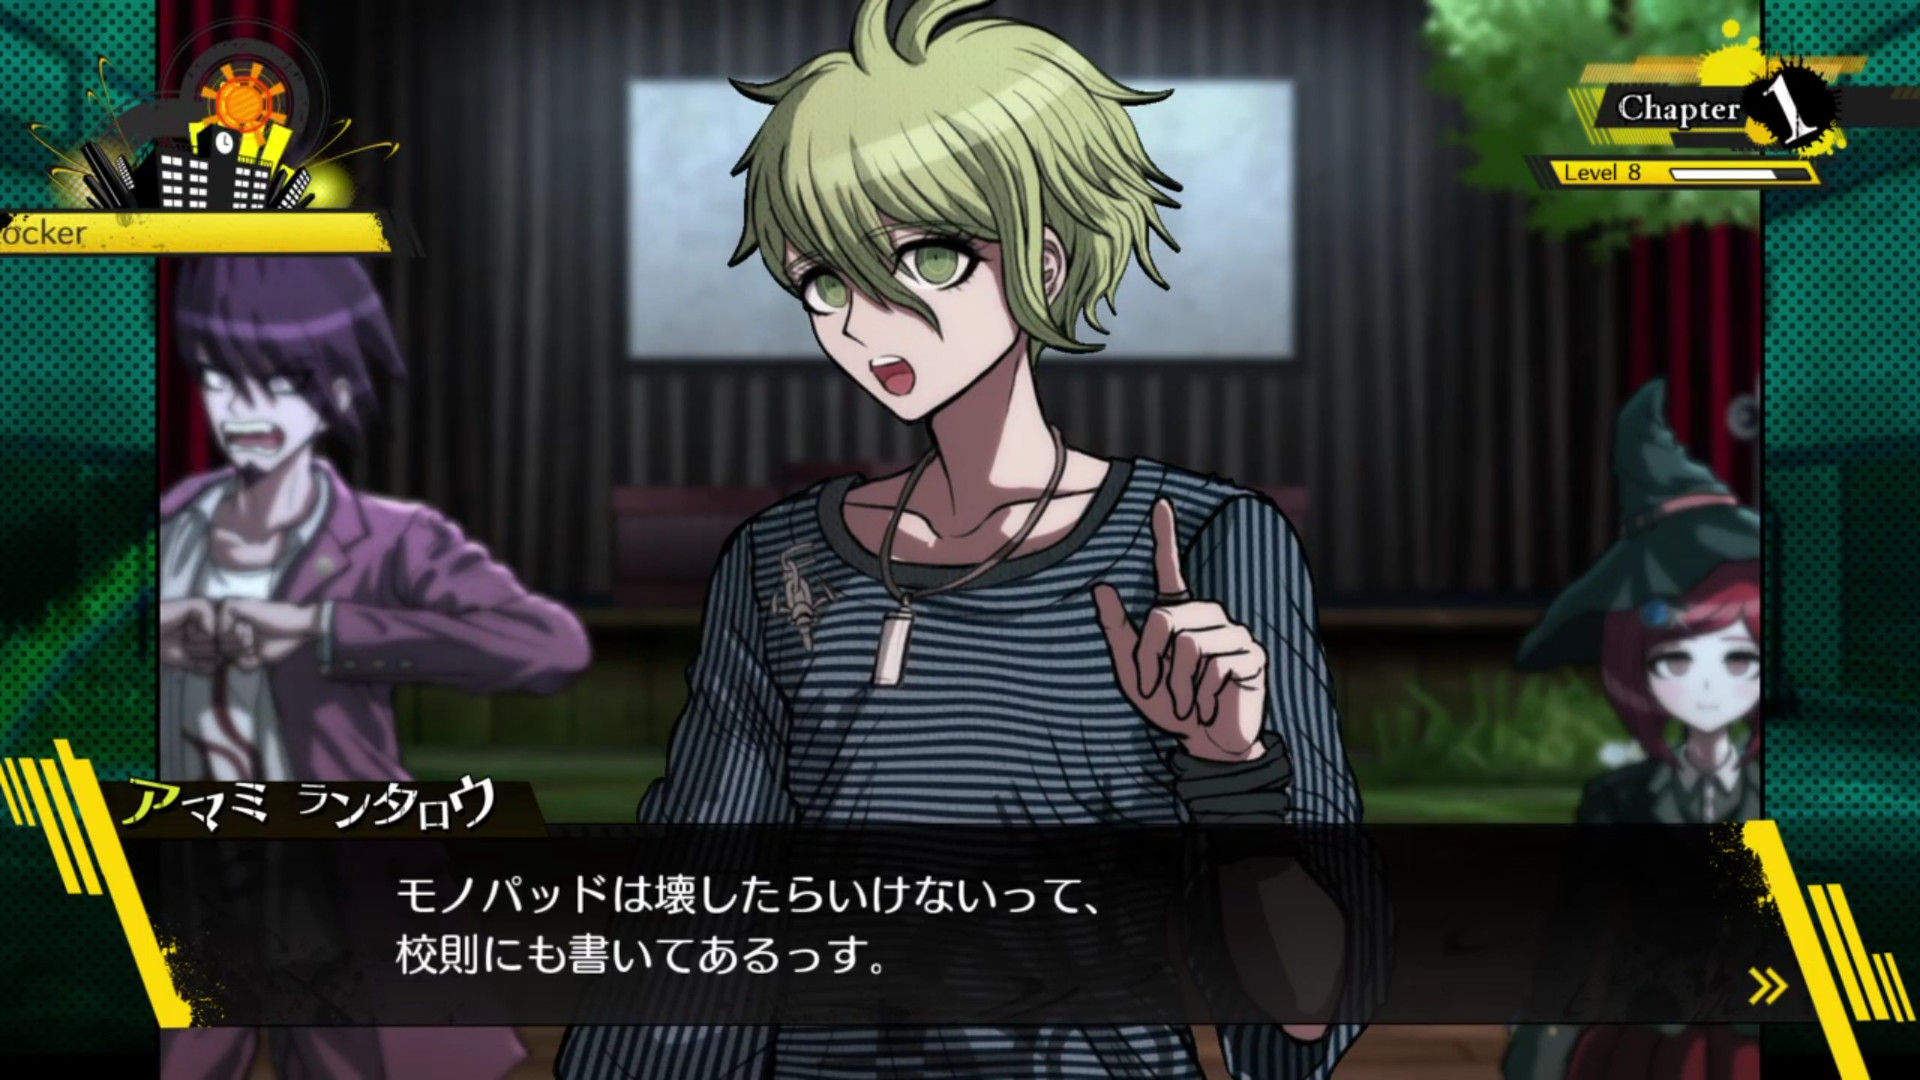 Chapter 1
Level 8
ocker
アマミ ランタロウ
モノパッドは壊したらいけないって、
校則にも書いてあるっす。